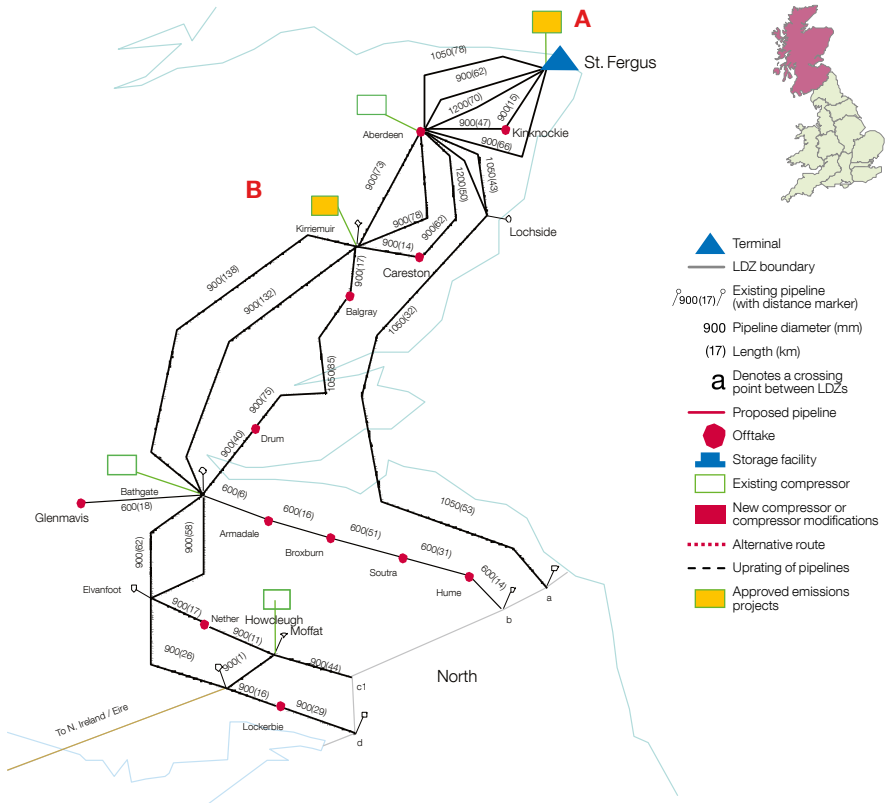 A
St. Fergus
1050(78)
900(62)
1200(70)
900(15)
900(47)
Kinknockie
900(66)
Aberdeen
1050(43)
1200(50)
900(73)
B
900(78)
900(62)
Lochside
Kirriemuir
900(14)
Careston
900(17)
Balgray
900(138)
900(132)
1050(32)
1050(85)
900(75)
Drum
900(40)
Bathgate
600(18)
Glenmavis
600(6)
600(16)
Armadale
Broxburn
600(51)
Soutra
600(31)
Hume
600(14)
1050(53)
a
b
900(62)
900(58)
Elvanfoot
900(17)
Nether
Howcleugh
900(11)
Moffat
900(44)
c1
North
900(26)
900(1)
900(16)
900(29)
Lockerbie
d
To N. Ireland / Eire
Terminal
LDZ boundary
900(17)
Existing pipeline
(with distance marker)
900
Pipeline diameter (mm)
(17)
Length (km)
a
Denotes a crossing
point between LDZs
Proposed pipeline
Offtake
Storage facility
Existing compressor
New compressor or
compressor modifications
Alternative route
Uprating of pipelines
Approved emissions
projects